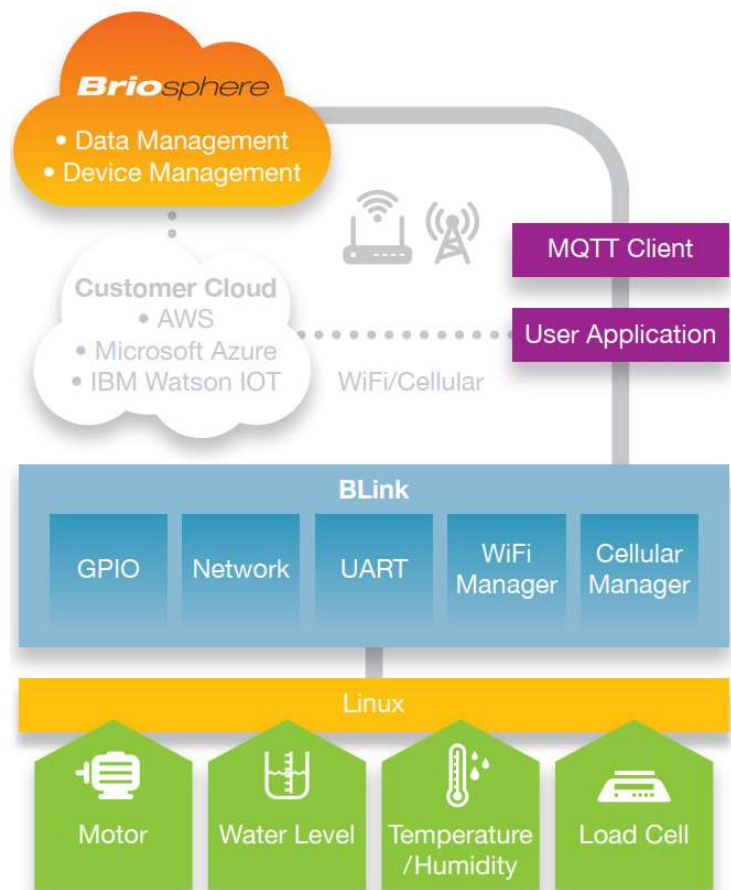 Briosphere
• Data Management
• Device Management
MQTT Client
Customer Cloud
• AWS
• Microsoft Azure
• IBM Watson IOT
User Application
WiFi/Cellular
BLink
GPIO
Network
UART
WiFi
Manager
Cellular
Manager
Linux
Motor
Water Level
Temperature
/Humidity
Load Cell